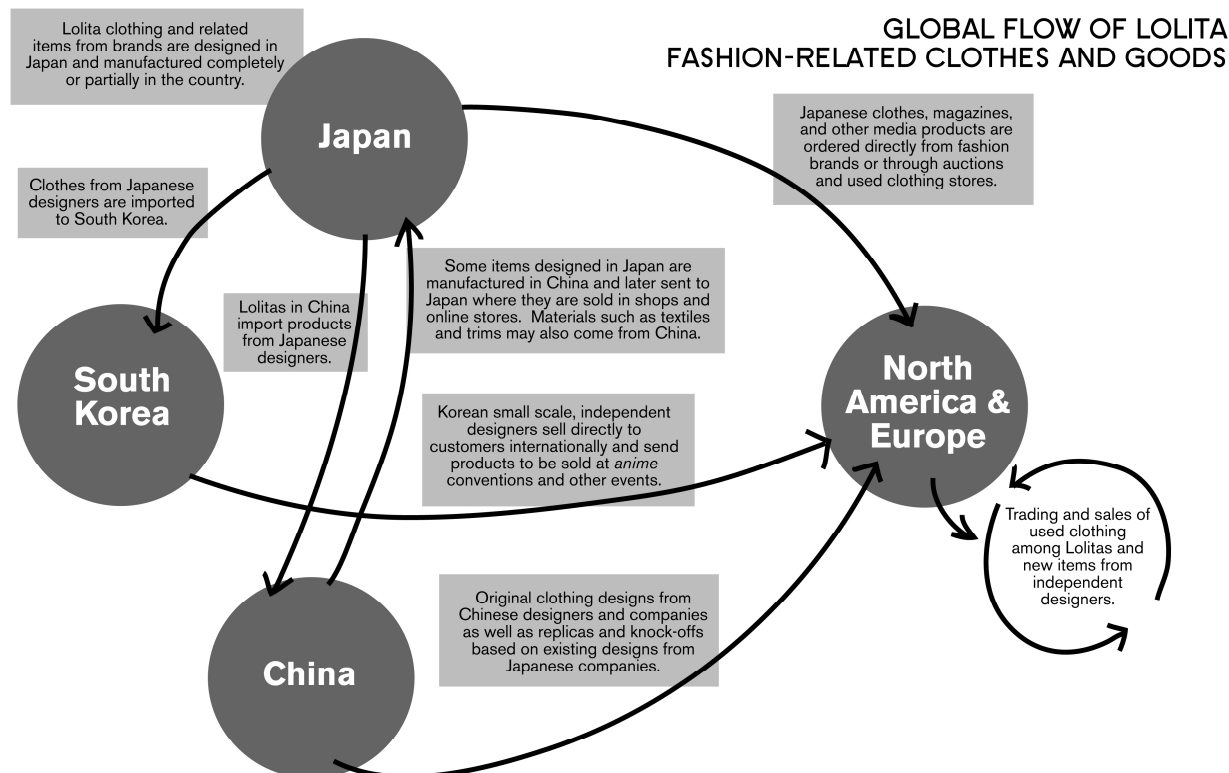 GLOBAL FLOW OF LOLITA
FASHION-RELATED CLOTHES AND GOODS
Lolita clothing and related
items from brands are designed in
Japan and manufactured completely
or partially in the country.
Japan
Japanese clothes, magazines,
and other media products are
ordered directly from fashion
brands or through auctions
and used clothing stores.
Clothes from Japanese
designers are imported
to South Korea.
Some items designed in Japan are
manufactured in China and later sent to
Japan where they are sold in shops and
online stores.  Materials such as textiles
and trims may also come from China.
Lolitas in China
import products
from Japanese
designers.
South
Korea
North
America &
Europe
Korean small scale, independent
designers sell directly to
customers internationally and send
products to be sold at anime
conventions and other events.
Trading and sales of
used clothing
among Lolitas and
new items from
independent
designers.
Original clothing designs from
Chinese designers and companies
as well as replicas and knock-offs
based on existing designs from
Japanese companies.
China